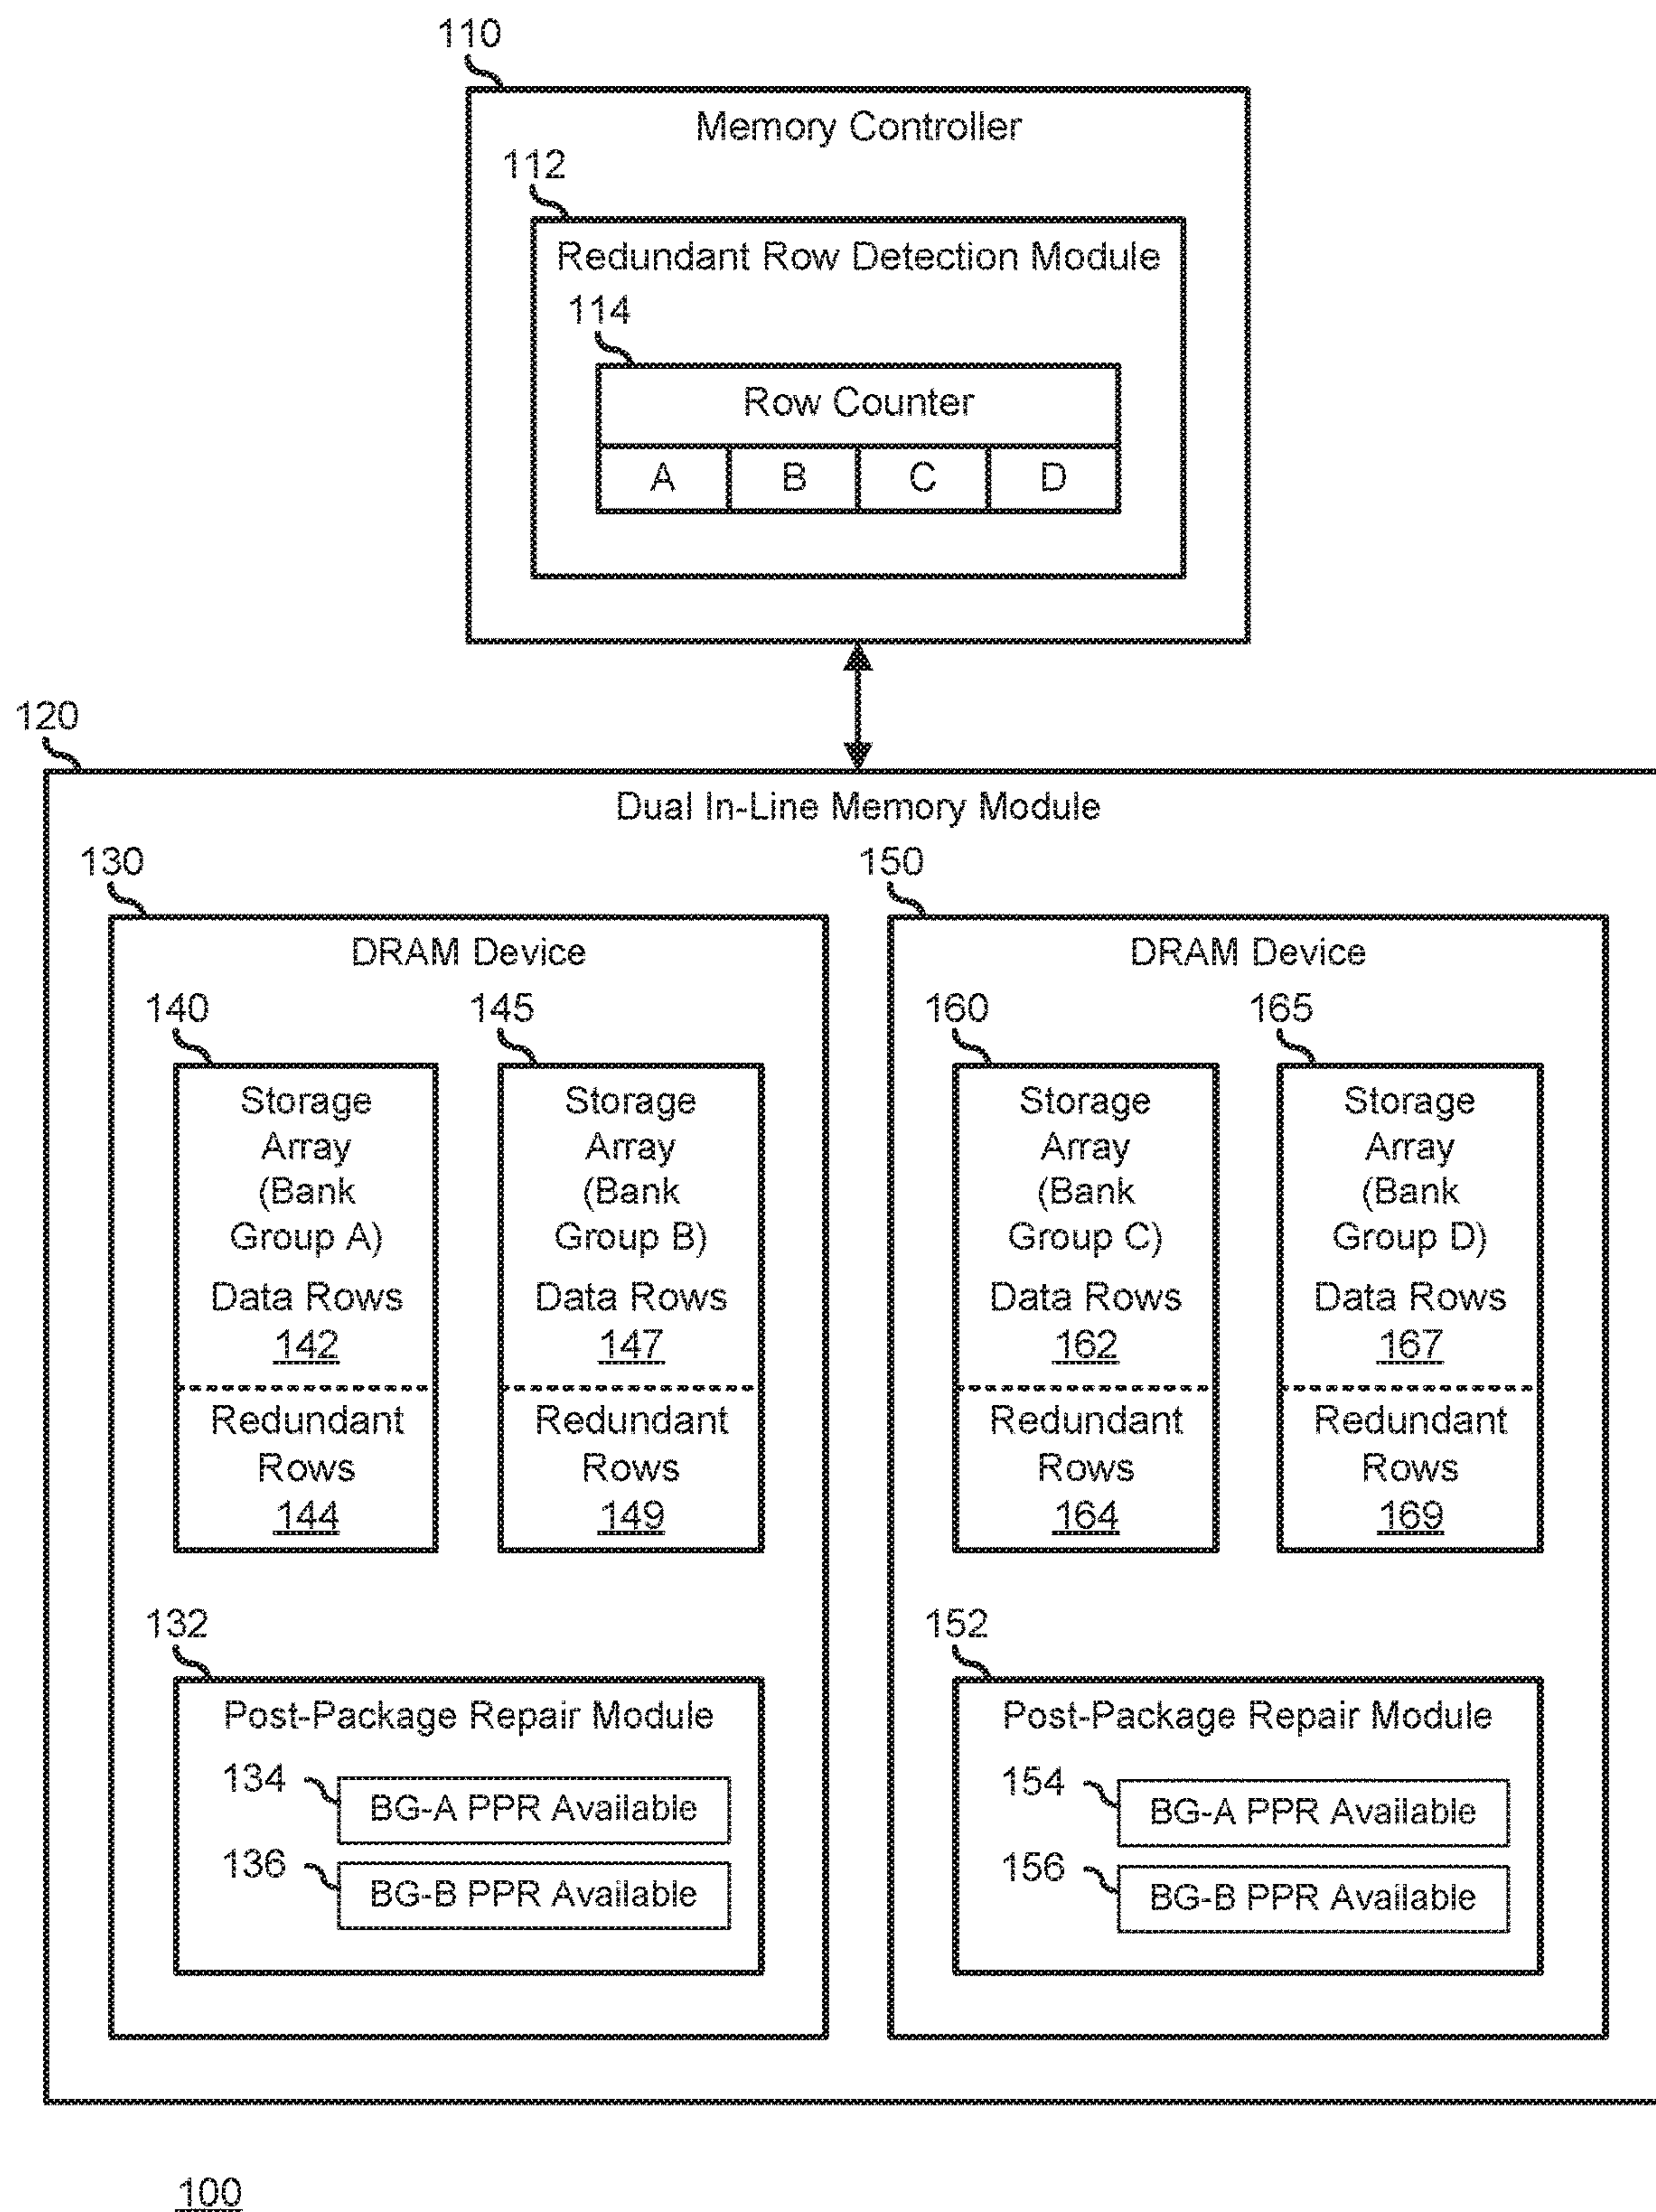 110
Memory Controller
112
Redundant Row Detection Module
114
Row Counter
A B C D
120
Dual In-Line Memory Module
130
DRAM Device
140
Storage
Array
(Bank
Group A)
Data Rows
142
Redundant
Rows
144
145
Storage
Array
(Bank
Group B)
Data Rows
147
Redundant
Rows
149
132
Post-Package Repair Module
134
BG-A PPR Available
136
BG-B PPR Available
150
DRAM Device
160
Storage
Array
(Bank
Group C)
Data Rows
162
Redundant
Rows
164
165
Storage
Array
(Bank
Group D)
Data Rows
167
Redundant
Rows
169
152
Post-Package Repair Module
154
BG-A PPR Available
156
BG-B PPR Available
100